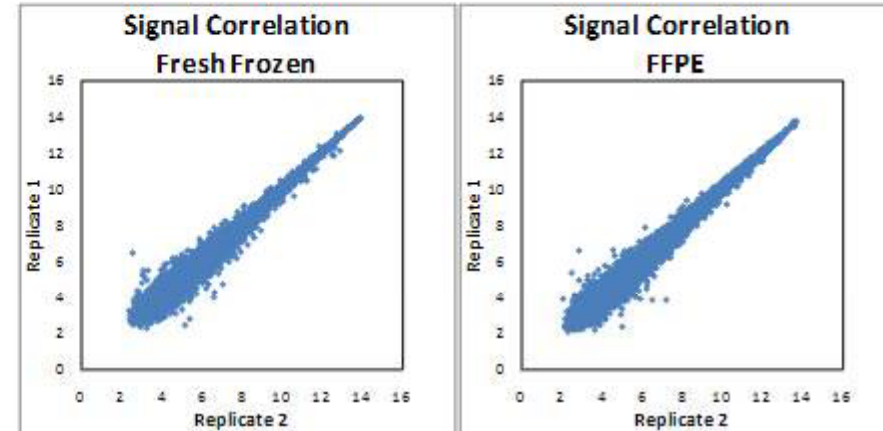 Signal Correlation
Fresh Frozen
16
14
12
10
8
6
4
2
0
Replicate 1
0 2 4 6 8 10 12 14 16
Replicate 2
Signal Correlation
FFPE
16
14
12
10
8
6
4
2
0
Replicate 1
0 2 4 6 8 10 12 14 16
Replicate 2